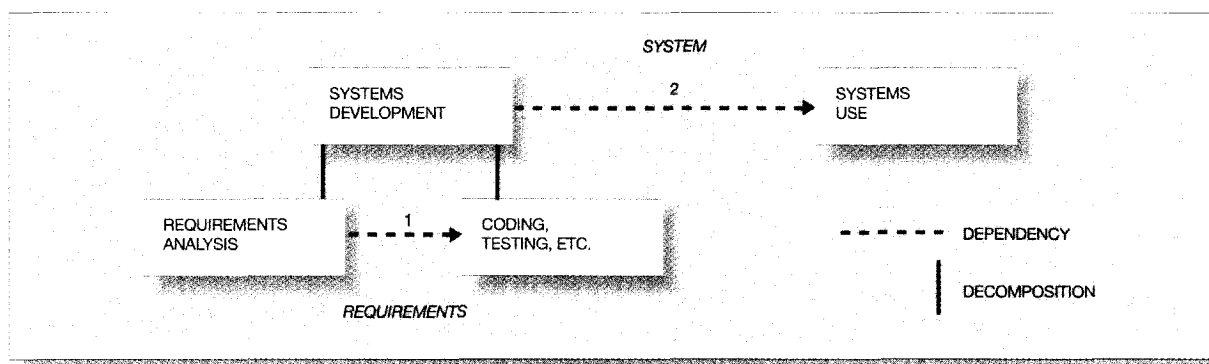 SYSTEM
SYSTEMS
DEVELOPMENT
2
SYSTEMS
USE
REQUIREMENTS
ANALYSIS
1
CODING,
TESTING, ETC.
REQUIREMENTS
DEPENDENCY
DECOMPOSITION